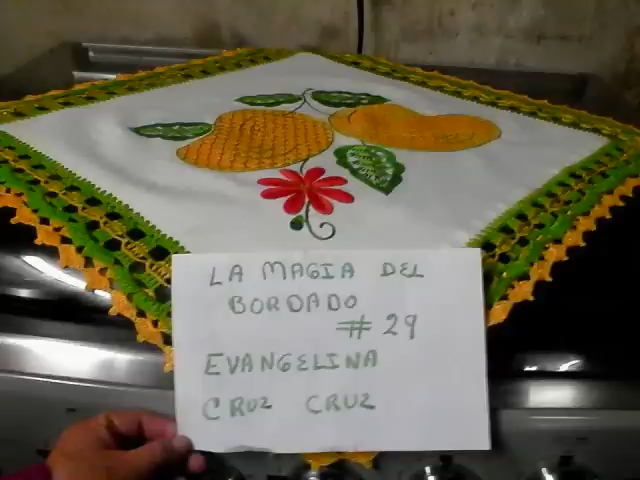 LA MAGIA DEL
BORDADO
# 29
EVANGELINA
CRUZ CRUZ